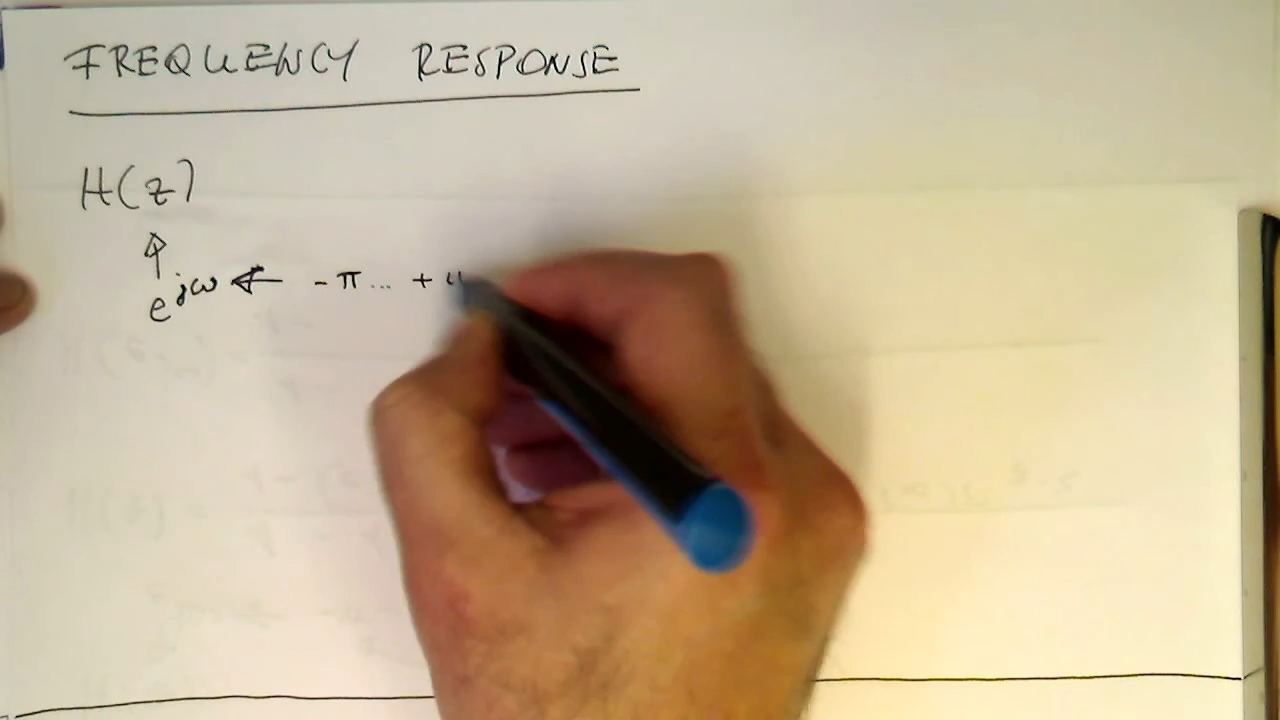 FREQUENCY RESPONSE
H(z)
e^jω ← -π... +